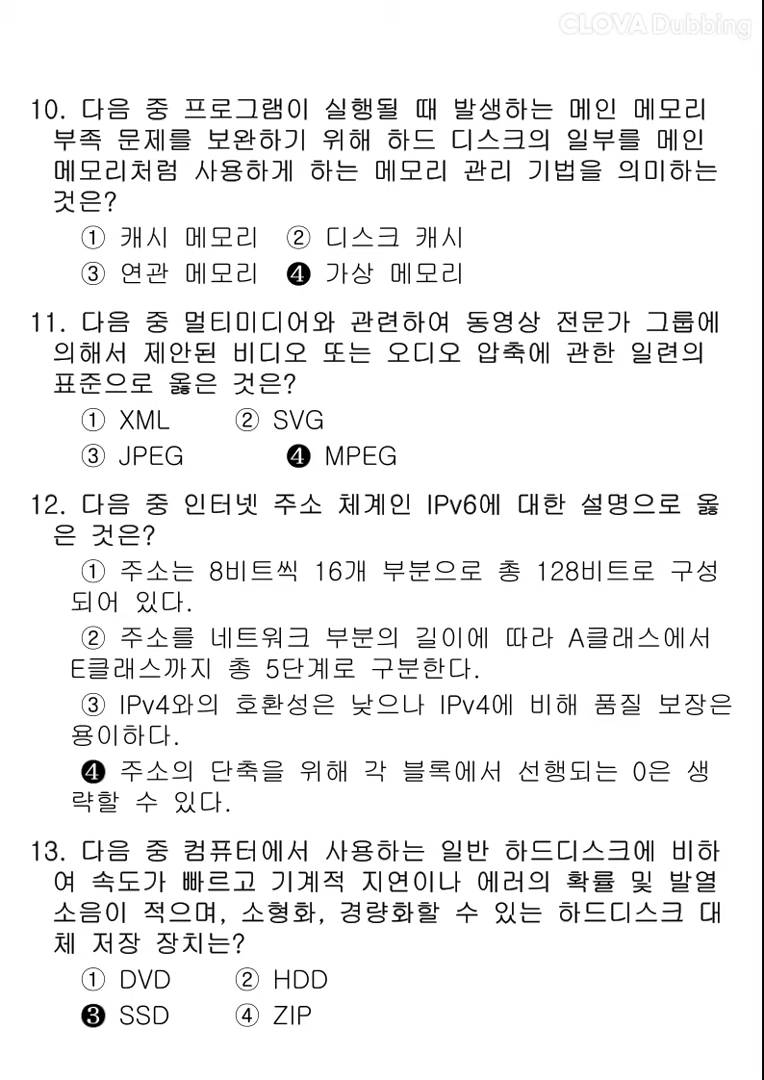 CLOVA Dubbing
10. 다음 중 프로그램이 실행될 때 발생하는 메인 메모리
부족 문제를 보완하기 위해 하드 디스크의 일부를 메인
메모리처럼 사용하게 하는 메모리 관리 기법을 의미하는
것은?
① 캐시 메모리 ② 디스크 캐시
③ 연관 메모리 ❹ 가상 메모리
11. 다음 중 멀티미디어와 관련하여 동영상 전문가 그룹에
의해서 제안된 비디오 또는 오디오 압축에 관한 일련의
표준으로 옳은 것은?
① XML ② SVG
③ JPEG ❹ MPEG
12. 다음 중 인터넷 주소 체계인 IPv6에 대한 설명으로 옳
은 것은?
① 주소는 8비트씩 16개 부분으로 총 128비트로 구성
되어 있다.
② 주소를 네트워크 부분의 길이에 따라 A클래스에서
E클래스까지 총 5단계로 구분한다.
③ IPv4와의 호환성은 낮으나 IPv4에 비해 품질 보장은
용이하다.
❹ 주소의 단축을 위해 각 블록에서 선행되는 0은 생
략할 수 있다.
13. 다음 중 컴퓨터에서 사용하는 일반 하드디스크에 비하
여 속도가 빠르고 기계적 지연이나 에러의 확률 및 발열
소음이 적으며, 소형화, 경량화할 수 있는 하드디스크 대
체 저장 장치는?
① DVD ② HDD
❸ SSD ④ ZIP